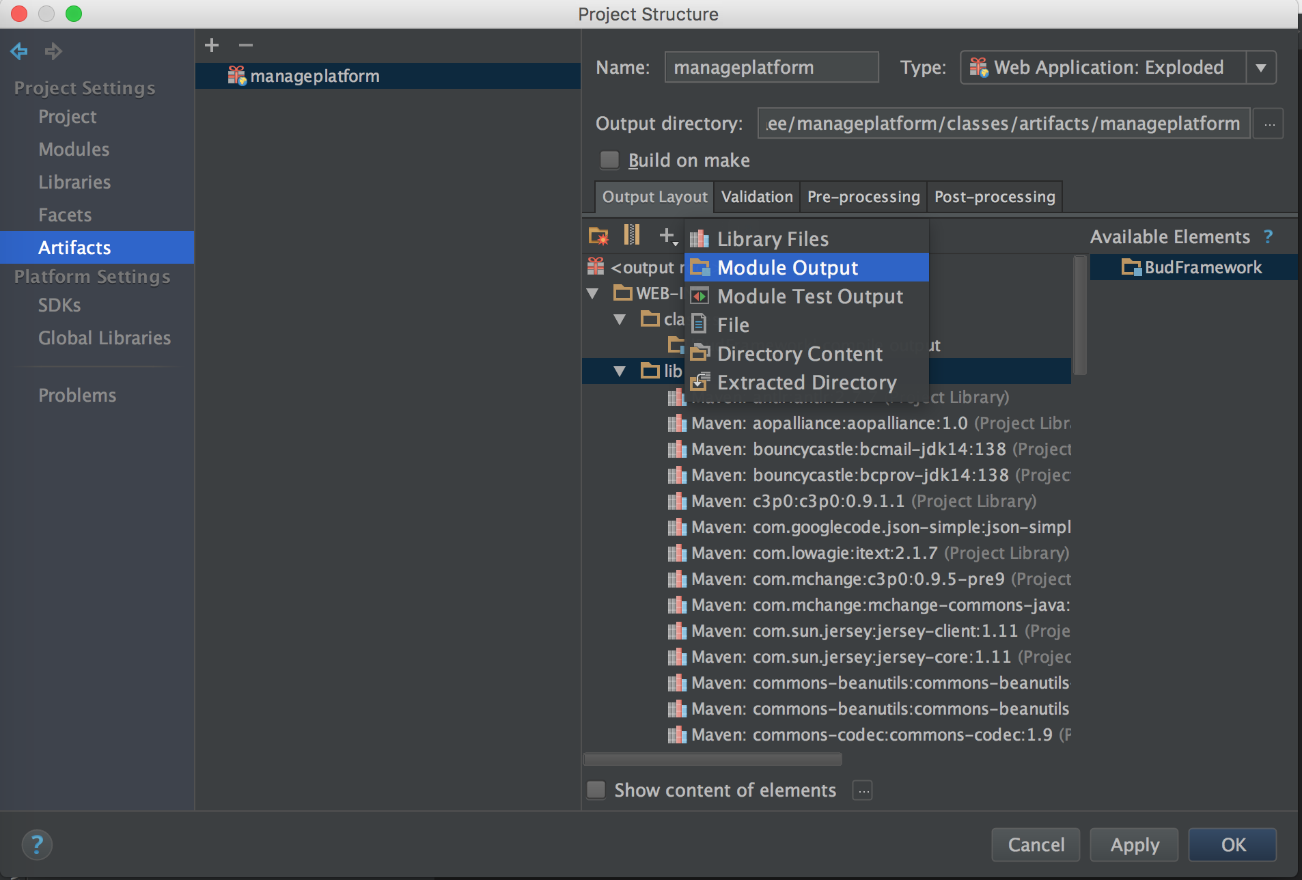 Project Structure
Project Settings
Project
Modules
Libraries
Facets
Artifacts
Platform Settings
SDKs
Global Libraries
Problems
manageplatform
Name: manageplatform Type: Web Application: Exploded
Output directory: ee/manageplatform/classes/artifacts/manageplatform ...
Build on make
Output Layout Validation Pre-processing Post-processing
Library Files
Module Output
Module Test Output
File
Directory Content
Extracted Directory
Available Elements ?
BudFramework
<output r
WEB-I
cla
ut
lib
Project Library)
Maven: aopalliance:aopalliance:1.0 (Project Libr
Maven: bouncycastle:bcmail-jdk14:138 (Project
Maven: bouncycastle:bcprov-jdk14:138 (Projec
Maven: c3p0:c3p0:0.9.1.1 (Project Library)
Maven: com.googlecode.json-simple:json-simpl
Maven: com.lowagie:itext:2.1.7 (Project Library)
Maven: com.mchange:c3p0:0.9.5-pre9 (Project
Maven: com.mchange:mchange-commons-java:
Maven: com.sun.jersey:jersey-client:1.11 (Proje
Maven: com.sun.jersey:jersey-core:1.11 (Projec
Maven: commons-beanutils:commons-beanutils
Maven: commons-beanutils:commons-beanutils
Maven: commons-codec:commons-codec:1.9 (P
Show content of elements ...
? Cancel Apply OK